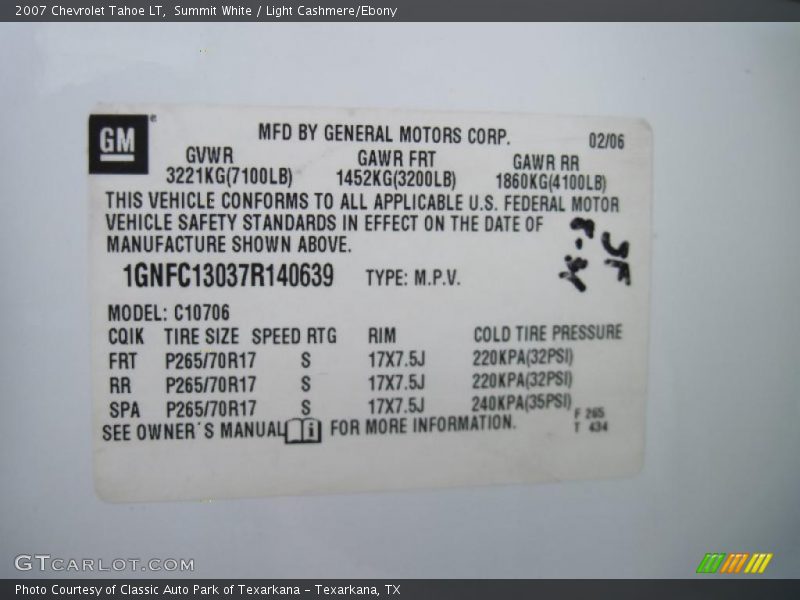 2007 Chevrolet Tahoe LT, Summit White / Light Cashmere/Ebony
GM
MFD BY GENERAL MOTORS CORP. 02/06
GVWR GAWR FRT GAWR RR
3221KG(7100LB) 1452KG(3200LB) 1860KG(4100LB)
THIS VEHICLE CONFORMS TO ALL APPLICABLE U.S. FEDERAL MOTOR
VEHICLE SAFETY STANDARDS IN EFFECT ON THE DATE OF
MANUFACTURE SHOWN ABOVE.
1GNFC13037R140639 TYPE: M.P.V.
MODEL: C10706
CQIK TIRE SIZE SPEED RTG RIM COLD TIRE PRESSURE
FRT P265/70R17 S 17X7.5J 220KPA(32PSI)
RR P265/70R17 S 17X7.5J 220KPA(32PSI)
SPA P265/70R17 S 17X7.5J 240KPA(35PSI)
SEE OWNER'S MANUAL FOR MORE INFORMATION.
F 265
T 434
GTCARLOT.COM
Photo Courtesy of Classic Auto Park of Texarkana - Texarkana, TX